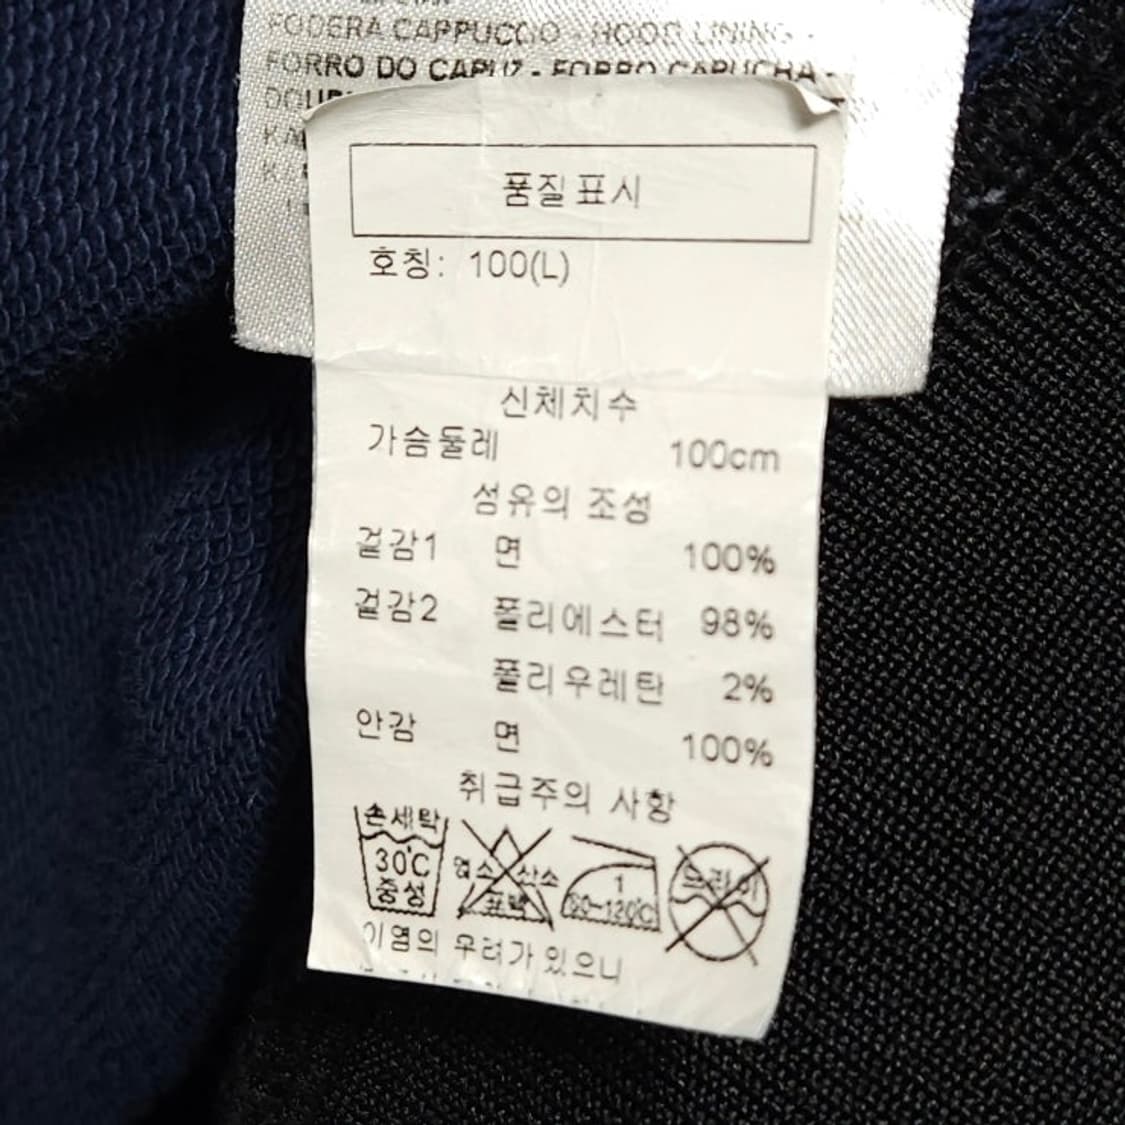 FODERA CAPPUCCIO - HOOD LINING -
FORRO DO CAPUZ - FORRO CAPUCHA -
품질표시
호칭: 100(L)
신체치수
가슴둘레 100cm
섬유의 조성
겉감1 면 100%
겉감2 폴리에스터 98%
폴리우레탄 2%
안감 면 100%
취급주의 사항
손세탁
30℃
중성
염소 산소
표백
1
80~120℃
드라이
이염의 우려가 있으니